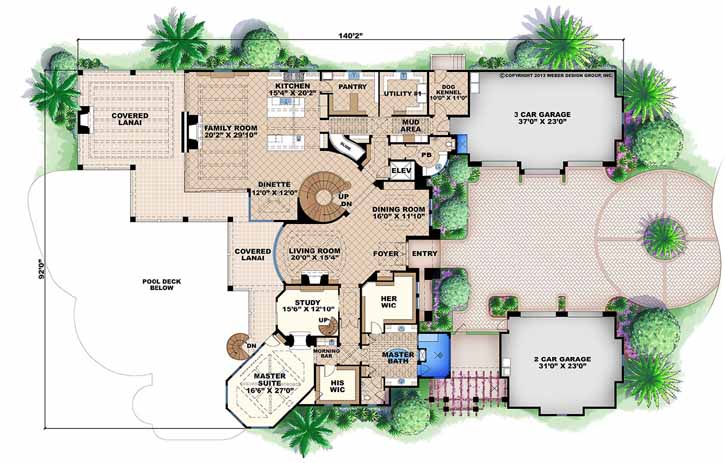 140'2"
©COPYRIGHT 2013 WEBER DESIGN GROUP, INC.
KITCHEN
15'4" X 20'2"
PANTRY
UTILITY #1
DOG
KENNEL
10'0" X 11'0"
3 CAR GARAGE
37'0" X 23'0"
COVERED
LANAI
FAMILY ROOM
20'2" X 29'10"
MUD
AREA
PB
ELEV
DINETTE
12'0" X 12'0"
UP
DN
DINING ROOM
16'0" X 11'10"
92'0"
COVERED
LANAI
LIVING ROOM
20'0" X 15'4"
FOYER
ENTRY
POOL DECK
BELOW
STUDY
15'6" X 12'10"
UP
HER
WIC
DN
MORNING
BAR
MASTER
BATH
2 CAR GARAGE
31'0" X 23'0"
MASTER
SUITE
16'6" X 27'0"
HIS
WIC